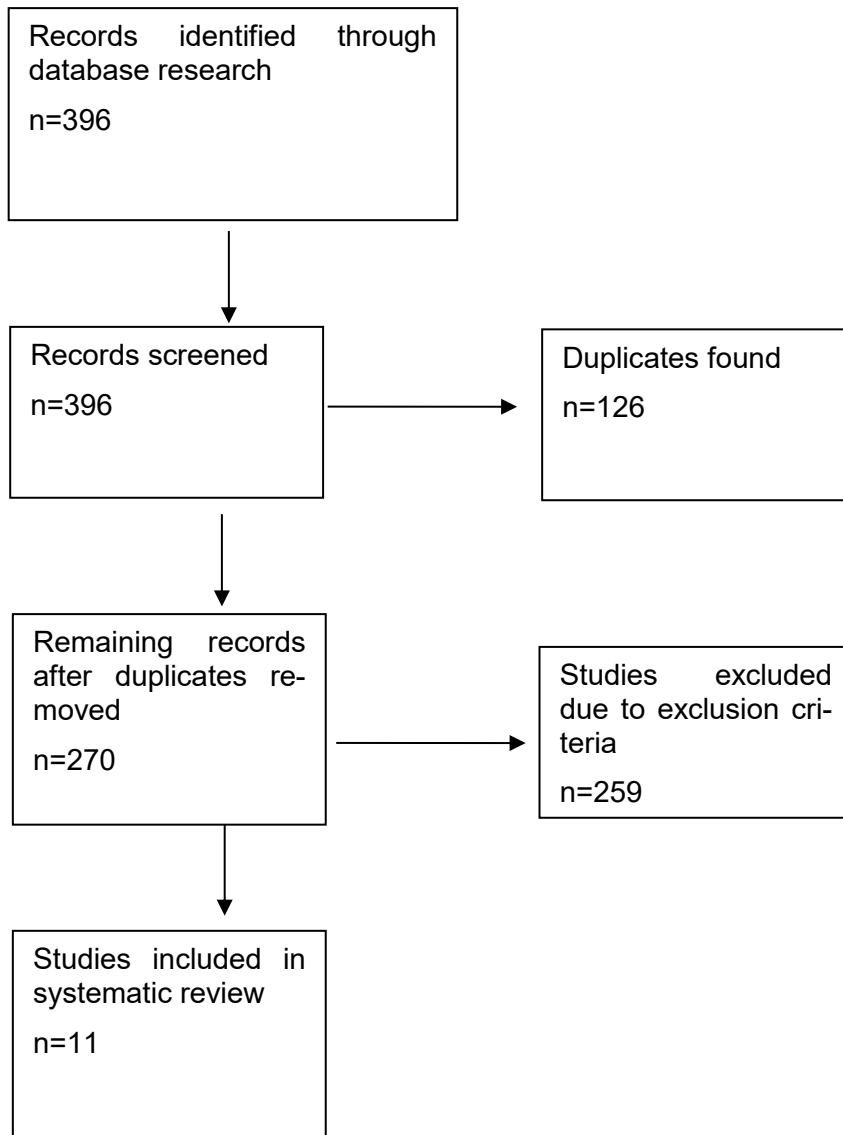 Records identified through
database research
n=396
Records screened
n=396
Duplicates found
n=126
Remaining records
after duplicates re-
moved
n=270
Studies excluded
due to exclusion cri-
teria
n=259
Studies included in
systematic review
n=11